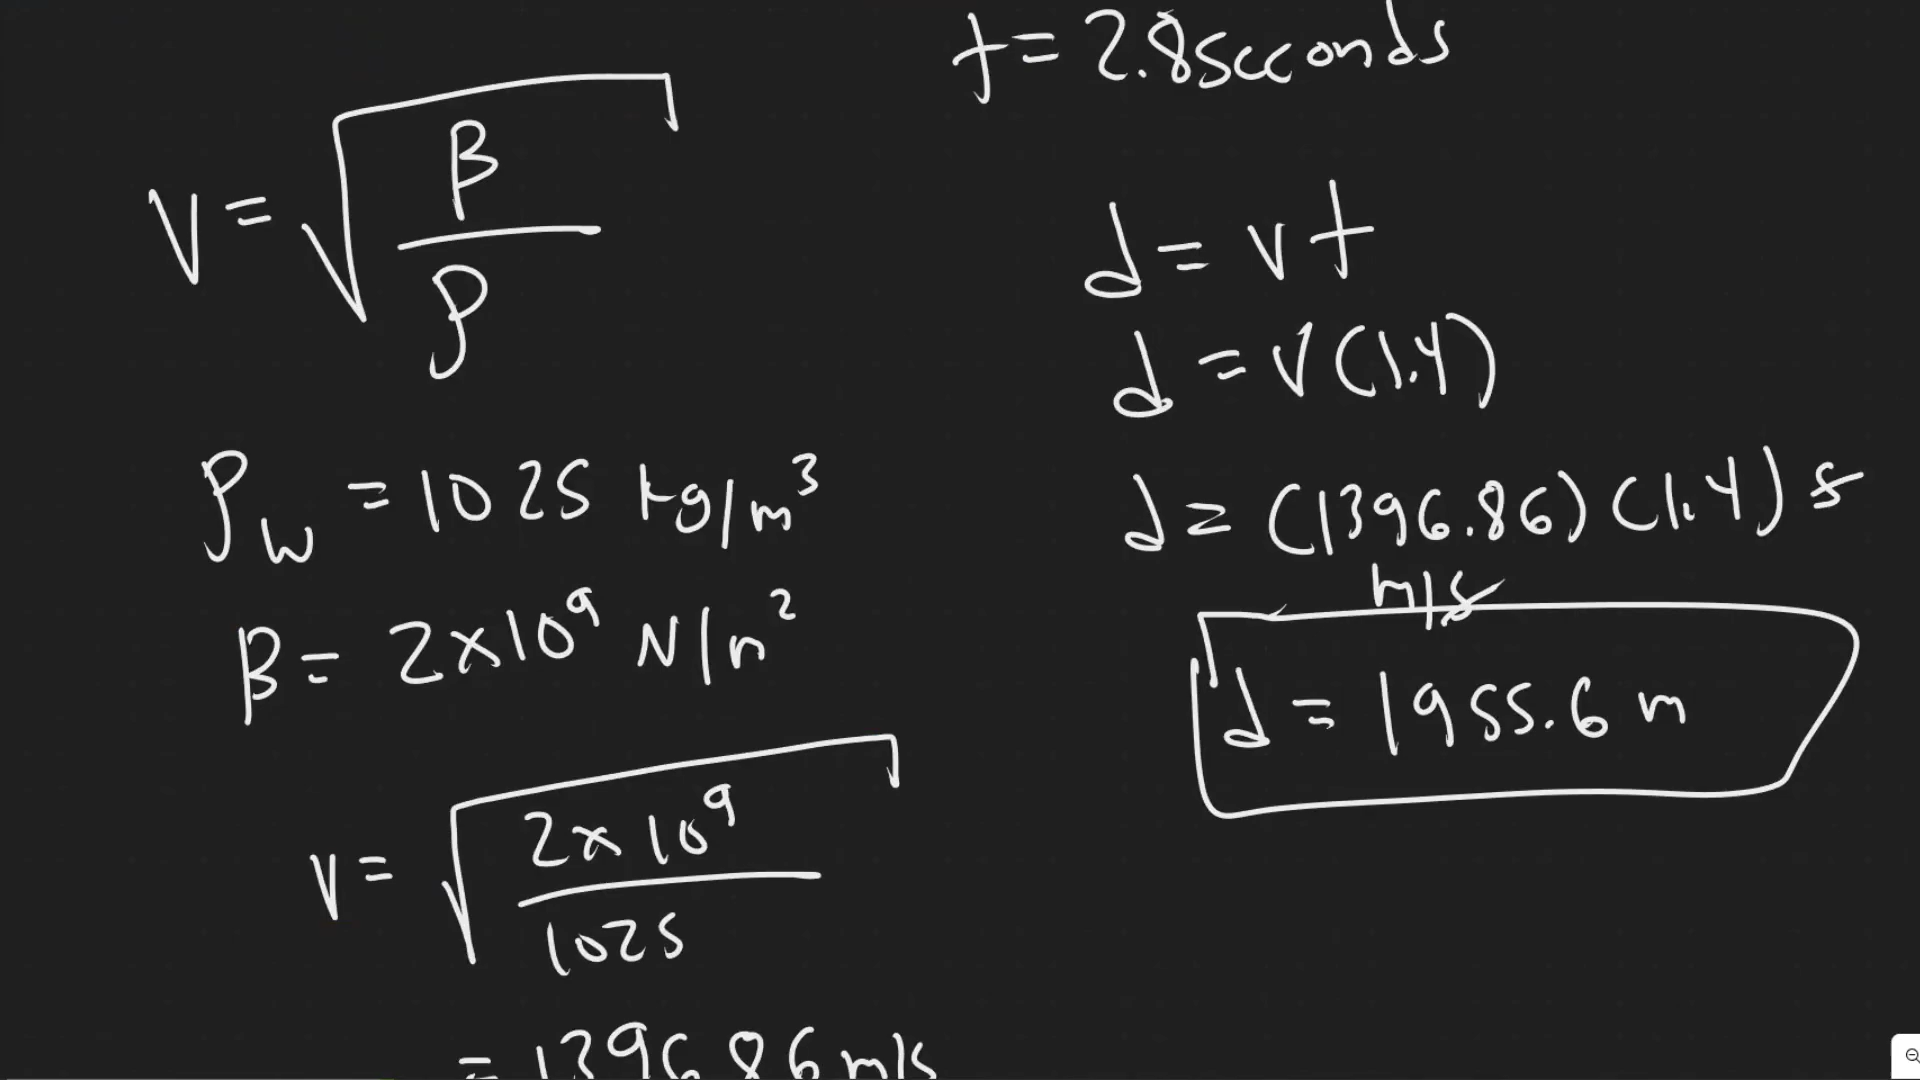 t = 2.8 seconds
V = √(β/ρ)
ρw = 1025 kg/m³
β = 2×10⁹ N/n²
V = √(2×10⁹/1025)
= 1396.86 m/s
d = vt
d = V(1.4)
d = (1396.86)(1.4) s
m/s
d = 1955.6 m